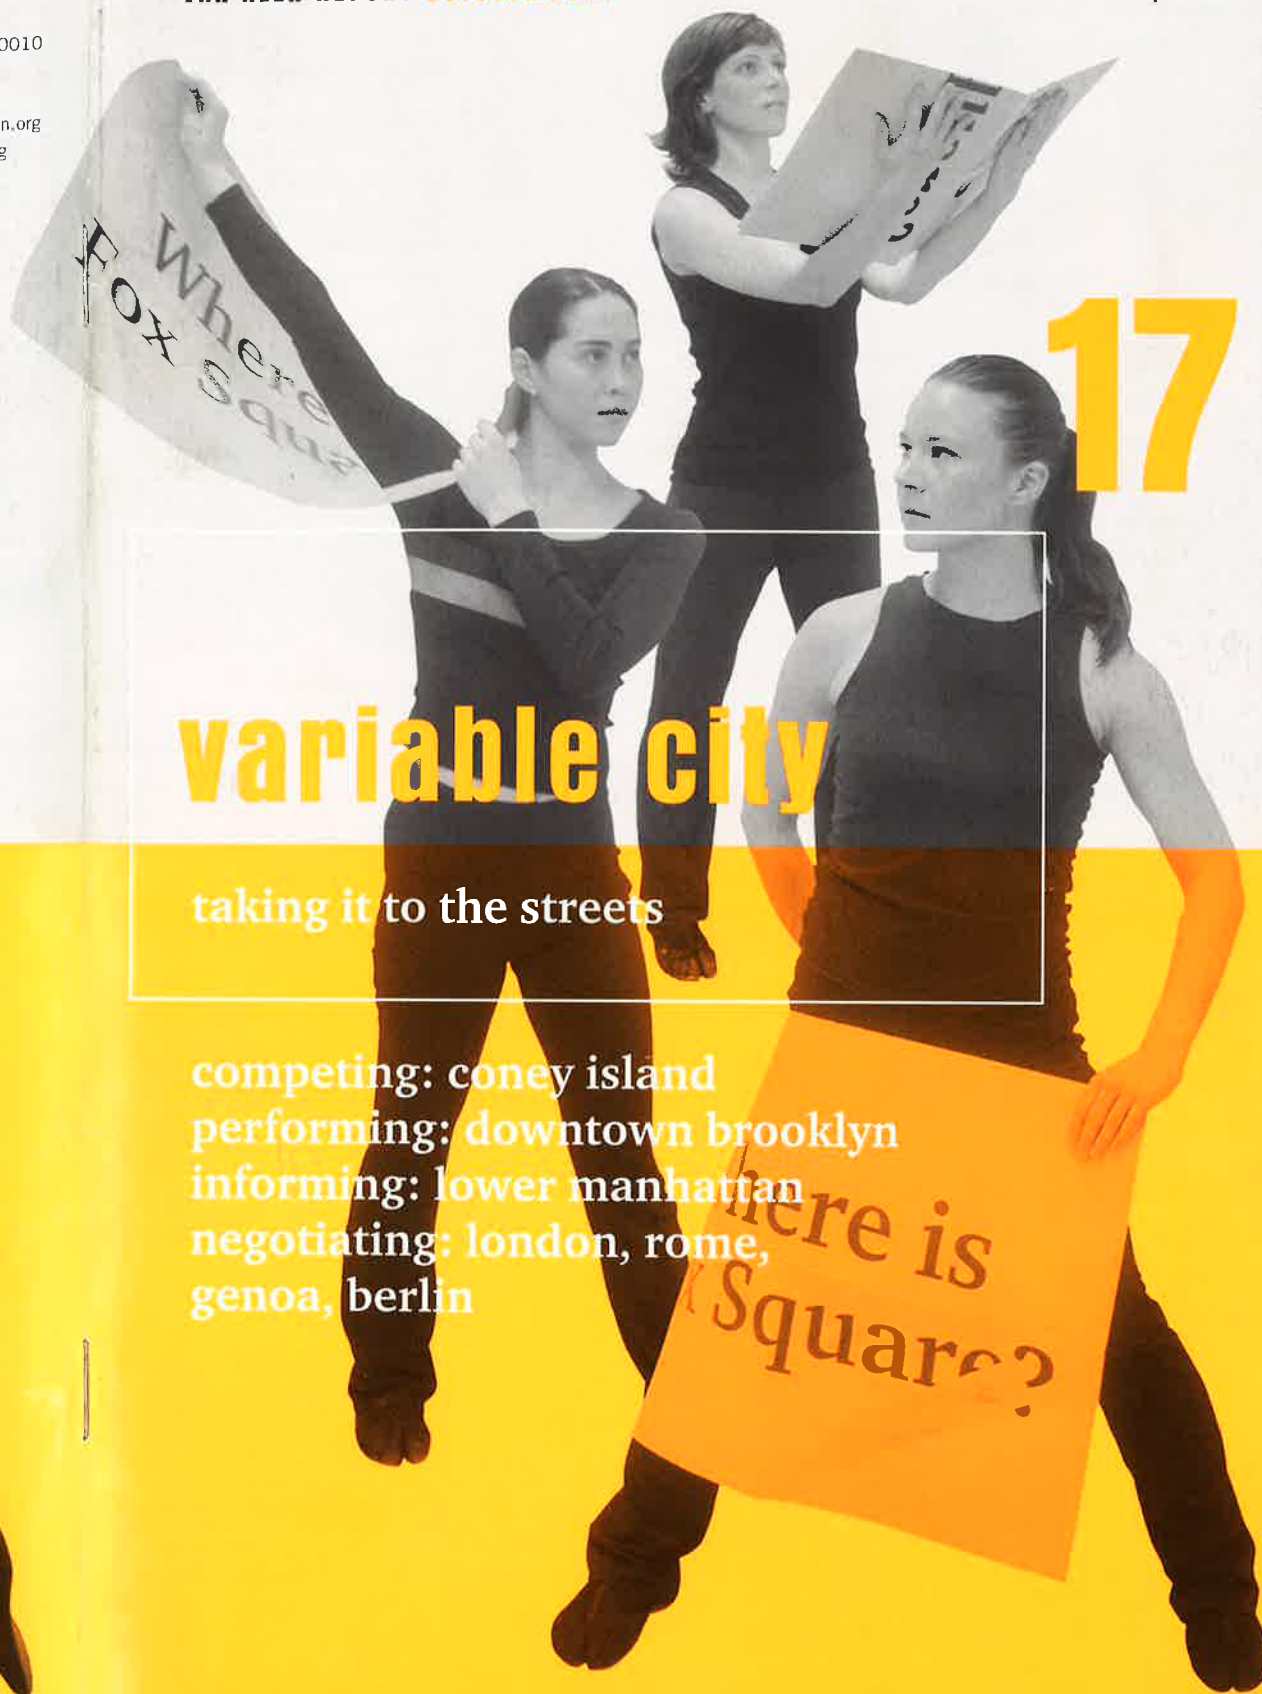 0010
n.org
g
17
Where
Fox Squa
variable city
taking it to the streets
competing: coney island
performing: downtown brooklyn
informing: lower manhattan
negotiating: london, rome,
genoa, berlin
here is
x Square?